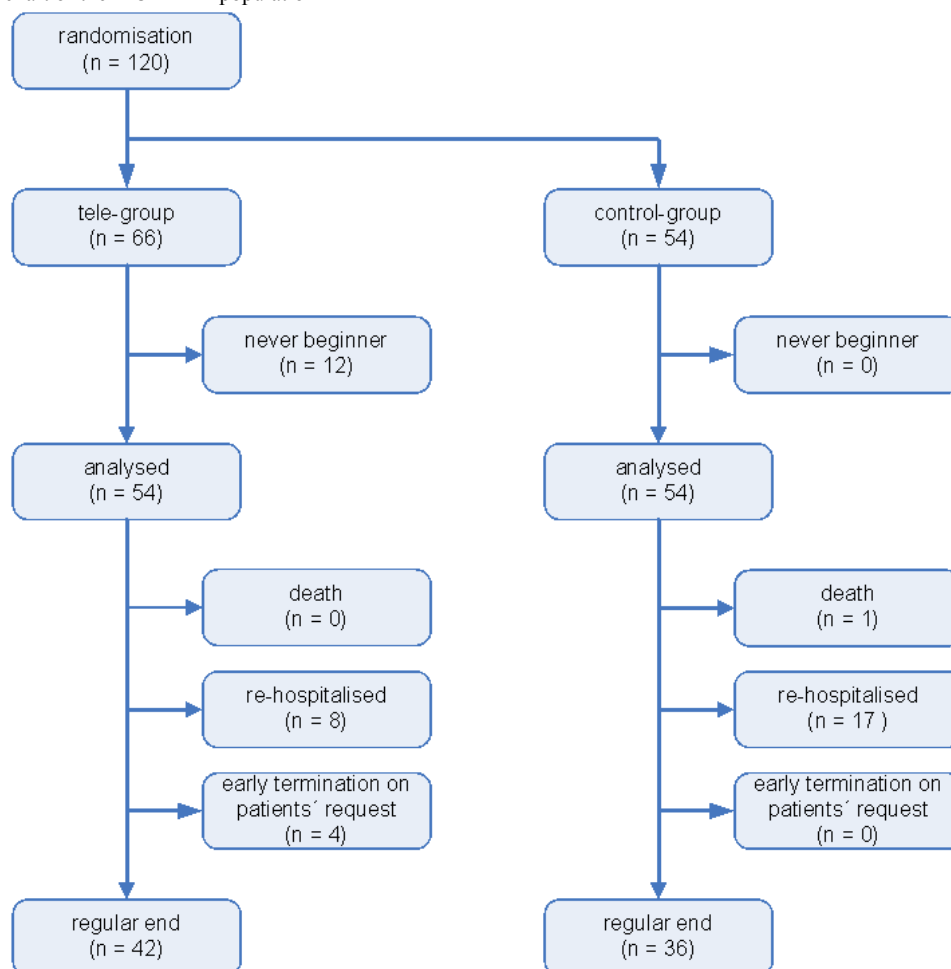 population
randomisation
(n = 120)
tele-group
(n = 66)
control-group
(n = 54)
never beginner
(n = 12)
never beginner
(n = 0)
analysed
(n = 54)
analysed
(n = 54)
death
(n = 0)
death
(n = 1)
re-hospitalised
(n = 8)
re-hospitalised
(n = 17 )
early termination on
patients´ request
(n = 4)
early termination on
patients´ request
(n = 0)
regular end
(n = 42)
regular end
(n = 36)